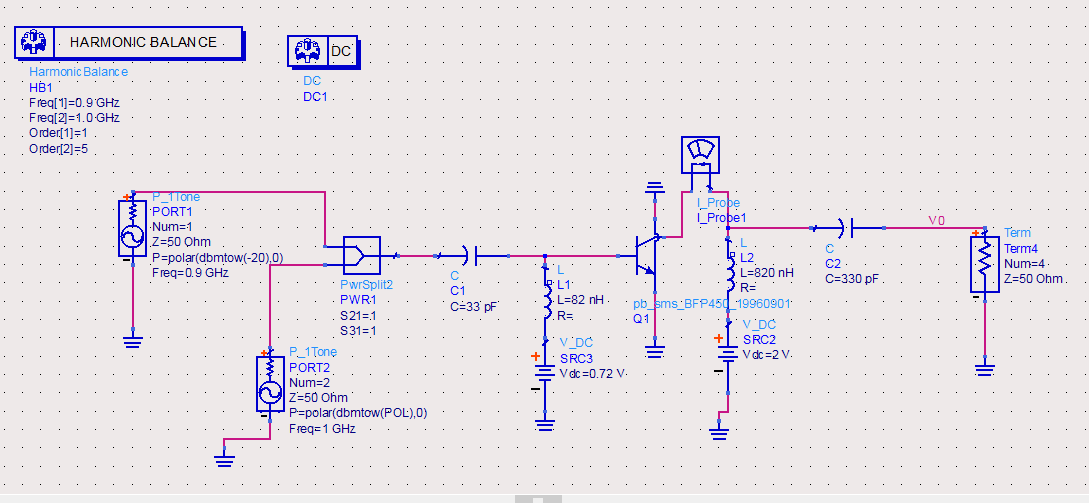 HARMONIC BALANCE
HarmonicBalance
HB1
Freq[1]=0.9 GHz
Freq[2]=1.0 GHz
Order[1]=1
Order[2]=5
DC
DC
DC1
P_1Tone
PORT1
Num=1
Z=50 Ohm
P=polar(dbmtow(-20),0)
Freq=0.9 GHz
P_1Tone
PORT2
Num=2
Z=50 Ohm
P=polar(dbmtow(POL),0)
Freq=1 GHz
PwrSplit2
PWR1
S21=.1
S31=1
C
C1
C=33 pF
L
L1
L=82 nH
R=
V_DC
SRC3
Vdc=0.72 V
pb_sms_BFP450_19960901
Q1
I_Probe
I_Probe1
L
L2
L=820 nH
R=
V_DC
SRC2
Vdc=2 V
C
C2
C=330 pF
V0
Term
Term4
Num=4
Z=50 Ohm